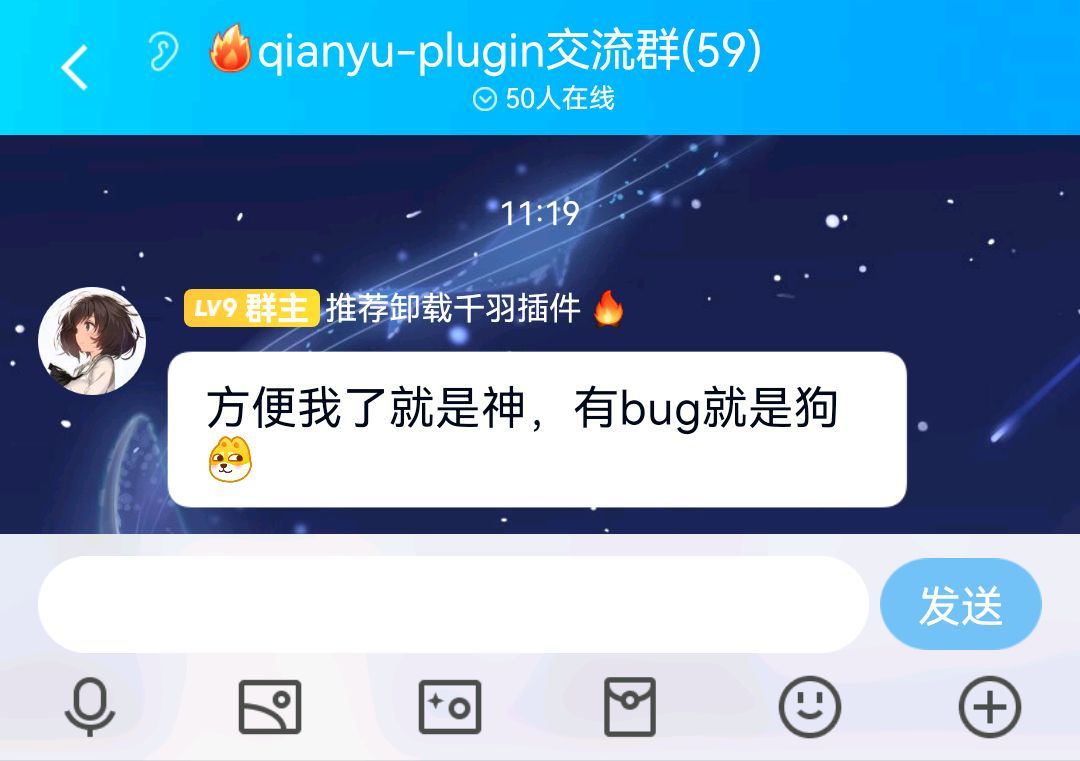 🔥qianyu-plugin交流群(59)
50人在线
11:19
LV9 群主 推荐卸载千羽插件 🔥
方便我了就是神，有bug就是狗
发送